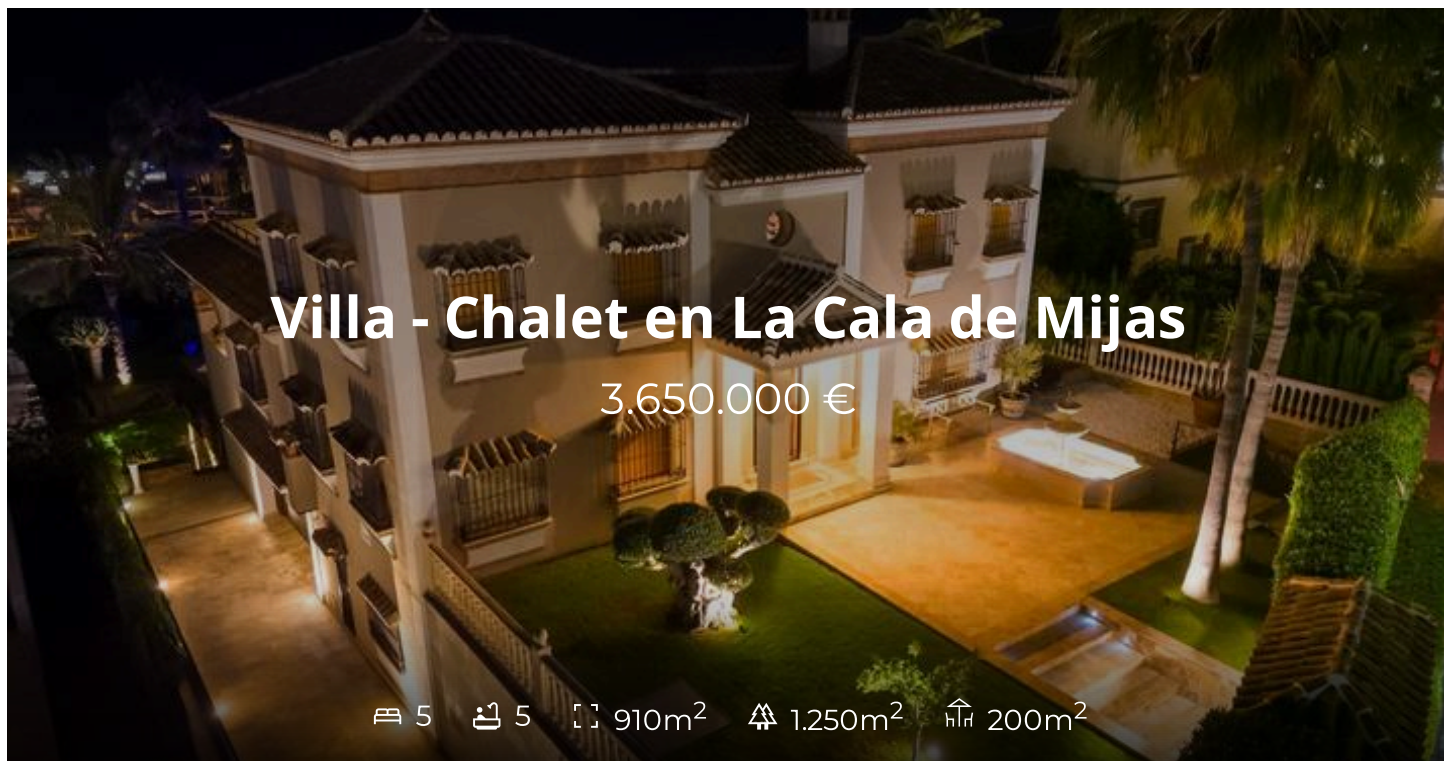 Villa - Chalet en La Cala de Mijas
3.650.000 €
5 5 910m² 1.250m² 200m²